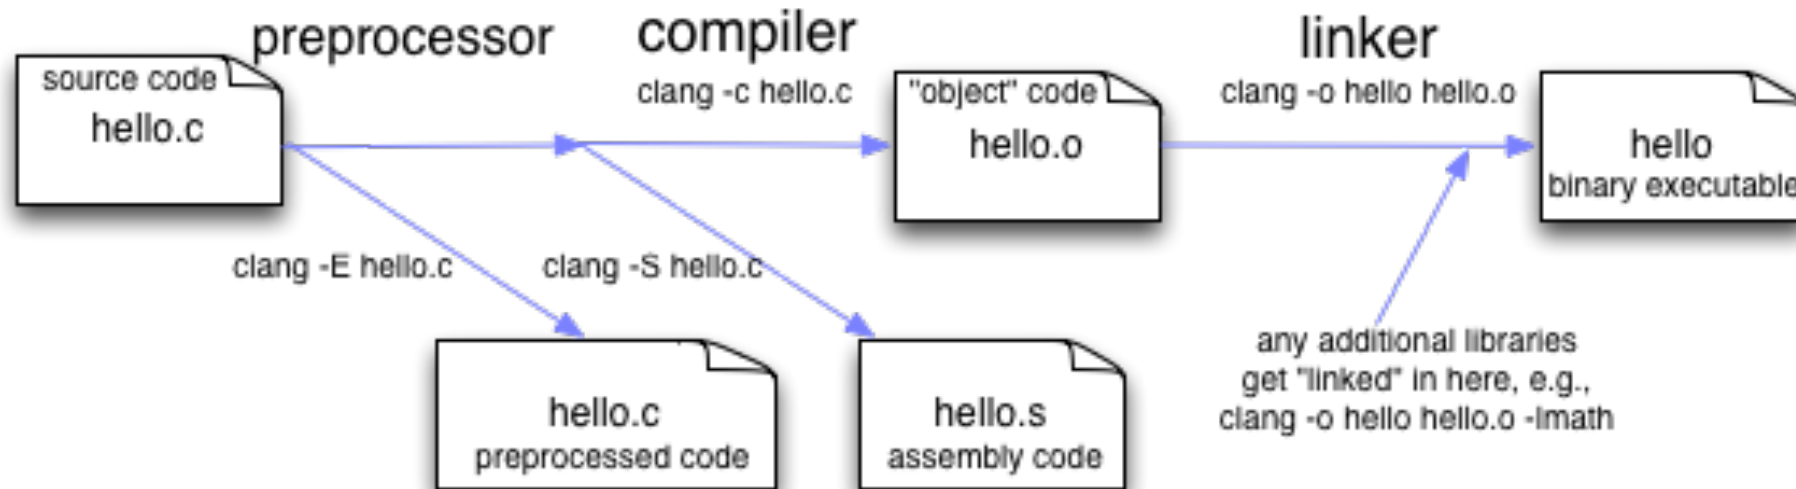 preprocessor
compiler
linker
source code
hello.c
clang -c hello.c
"object" code
hello.o
clang -o hello hello.o
hello
binary executable
clang -E hello.c
clang -S hello.c
hello.c
preprocessed code
hello.s
assembly code
any additional libraries
get "linked" in here, e.g.,
clang -o hello hello.o -lmath